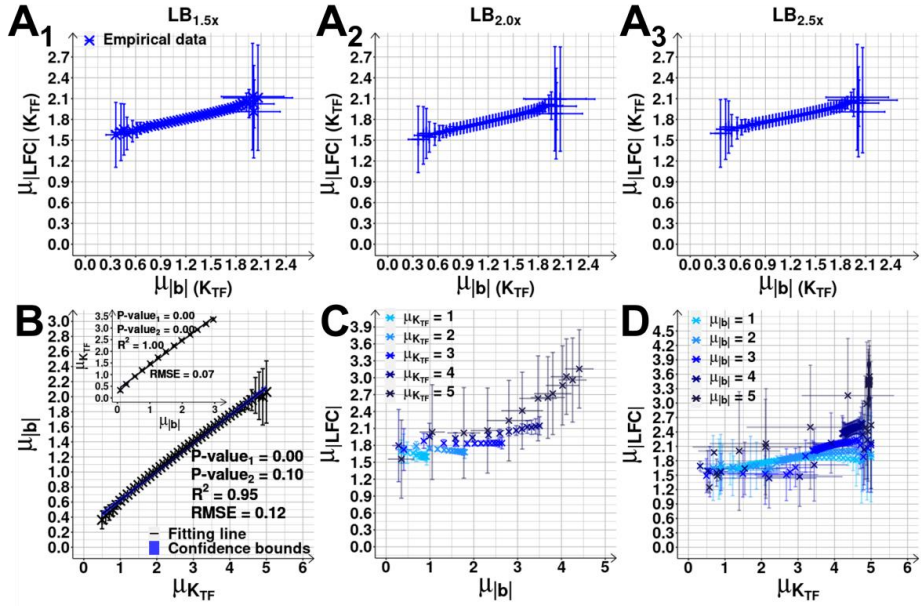 A1 LB1.5x
A2 LB2.0x
A3 LB2.5x
Empirical data
μ|LFC| (KTF)
2.7
2.4
2.1
1.8
1.5
1.2
0.9
0.6
0.3
0.0
0.0 0.3 0.6 0.9 1.2 1.5 1.8 2.1 2.4
μ|b| (KTF)
μ|LFC| (KTF)
2.7
2.4
2.1
1.8
1.5
1.2
0.9
0.6
0.3
0.0
0.0 0.3 0.6 0.9 1.2 1.5 1.8 2.1 2.4
μ|b| (KTF)
μ|LFC| (KTF)
2.7
2.4
2.1
1.8
1.5
1.2
0.9
0.6
0.3
0.0
0.0 0.3 0.6 0.9 1.2 1.5 1.8 2.1 2.4
μ|b| (KTF)
B
μ|b|
3.0
2.6
2.2
1.8
1.4
1.2
0.8
0.4
0.0
0 1 2 3 4 5 6
μKTF
μKTF
3.5
3.0
2.5
2.0
1.5
1.0
0.5
0.0
P-value1 = 0.00
P-value2 = 0.00
R2 = 1.00
RMSE = 0.07
0 1 2 3
μ|b|
P-value1 = 0.00
P-value2 = 0.10
R2 = 0.95
RMSE = 0.12
Fitting line
Confidence bounds
C
μ|LFC|
3.9
3.6
3.3
3.0
2.7
2.4
2.1
1.8
1.5
1.2
0.9
0.6
0.3
0.0
μKTF = 1
μKTF = 2
μKTF = 3
μKTF = 4
μKTF = 5
0 1 2 3 4 5
μ|b|
D
μ|LFC|
4.5
4.2
3.9
3.6
3.3
3.0
2.7
2.4
2.1
1.8
1.5
1.2
0.9
0.6
0.3
0.0
μ|b| = 1
μ|b| = 2
μ|b| = 3
μ|b| = 4
μ|b| = 5
0 1 2 3 4 5 6
μKTF